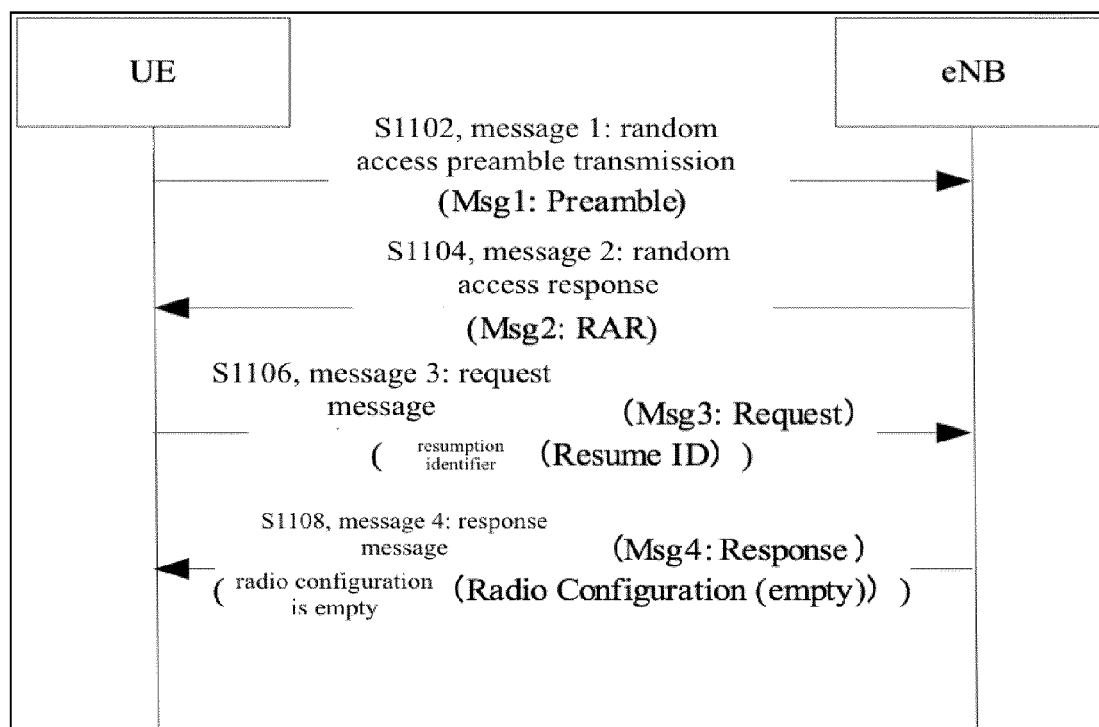 UE
eNB
S1102, message 1: random
access preamble transmission
(Msg1: Preamble)
S1104, message 2: random
access response
(Msg2: RAR)
S1106, message 3: request
message
(Msg3: Request)
( resumption identifier (Resume ID) )
S1108, message 4: response
message
(Msg4: Response)
( radio configuration is empty (Radio Configuration (empty)) )